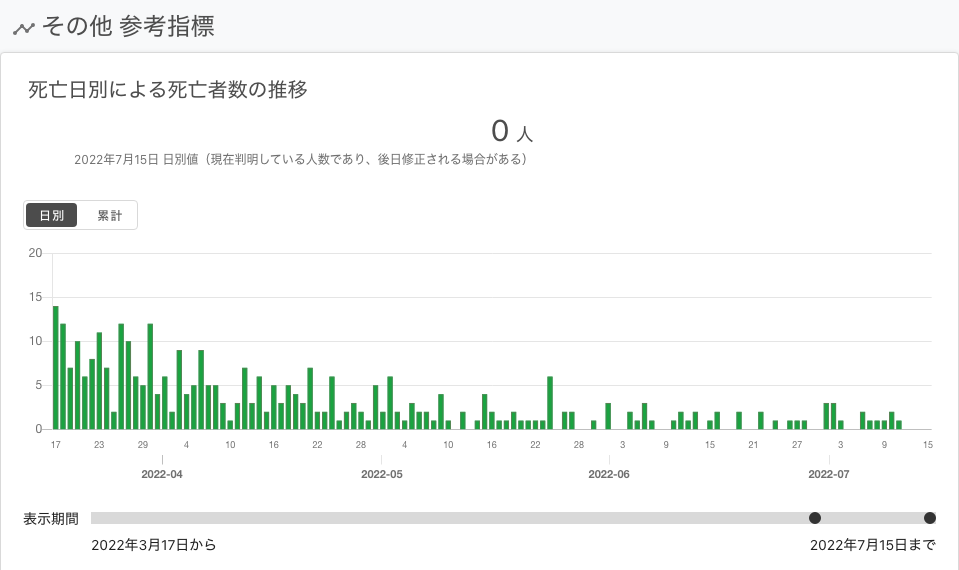 その他 参考指標
死亡日別による死亡者数の推移
0 人
2022年7月15日 日別値（現在判明している人数であり、後日修正される場合がある）
日別 累計
20
15
10
5
0
17 23 29 4 10 16 22 28 4 10 16 22 28 3 9 15 21 27 3 9 15
2022-04 2022-05 2022-06 2022-07
表示期間
2022年3月17日から 2022年7月15日まで